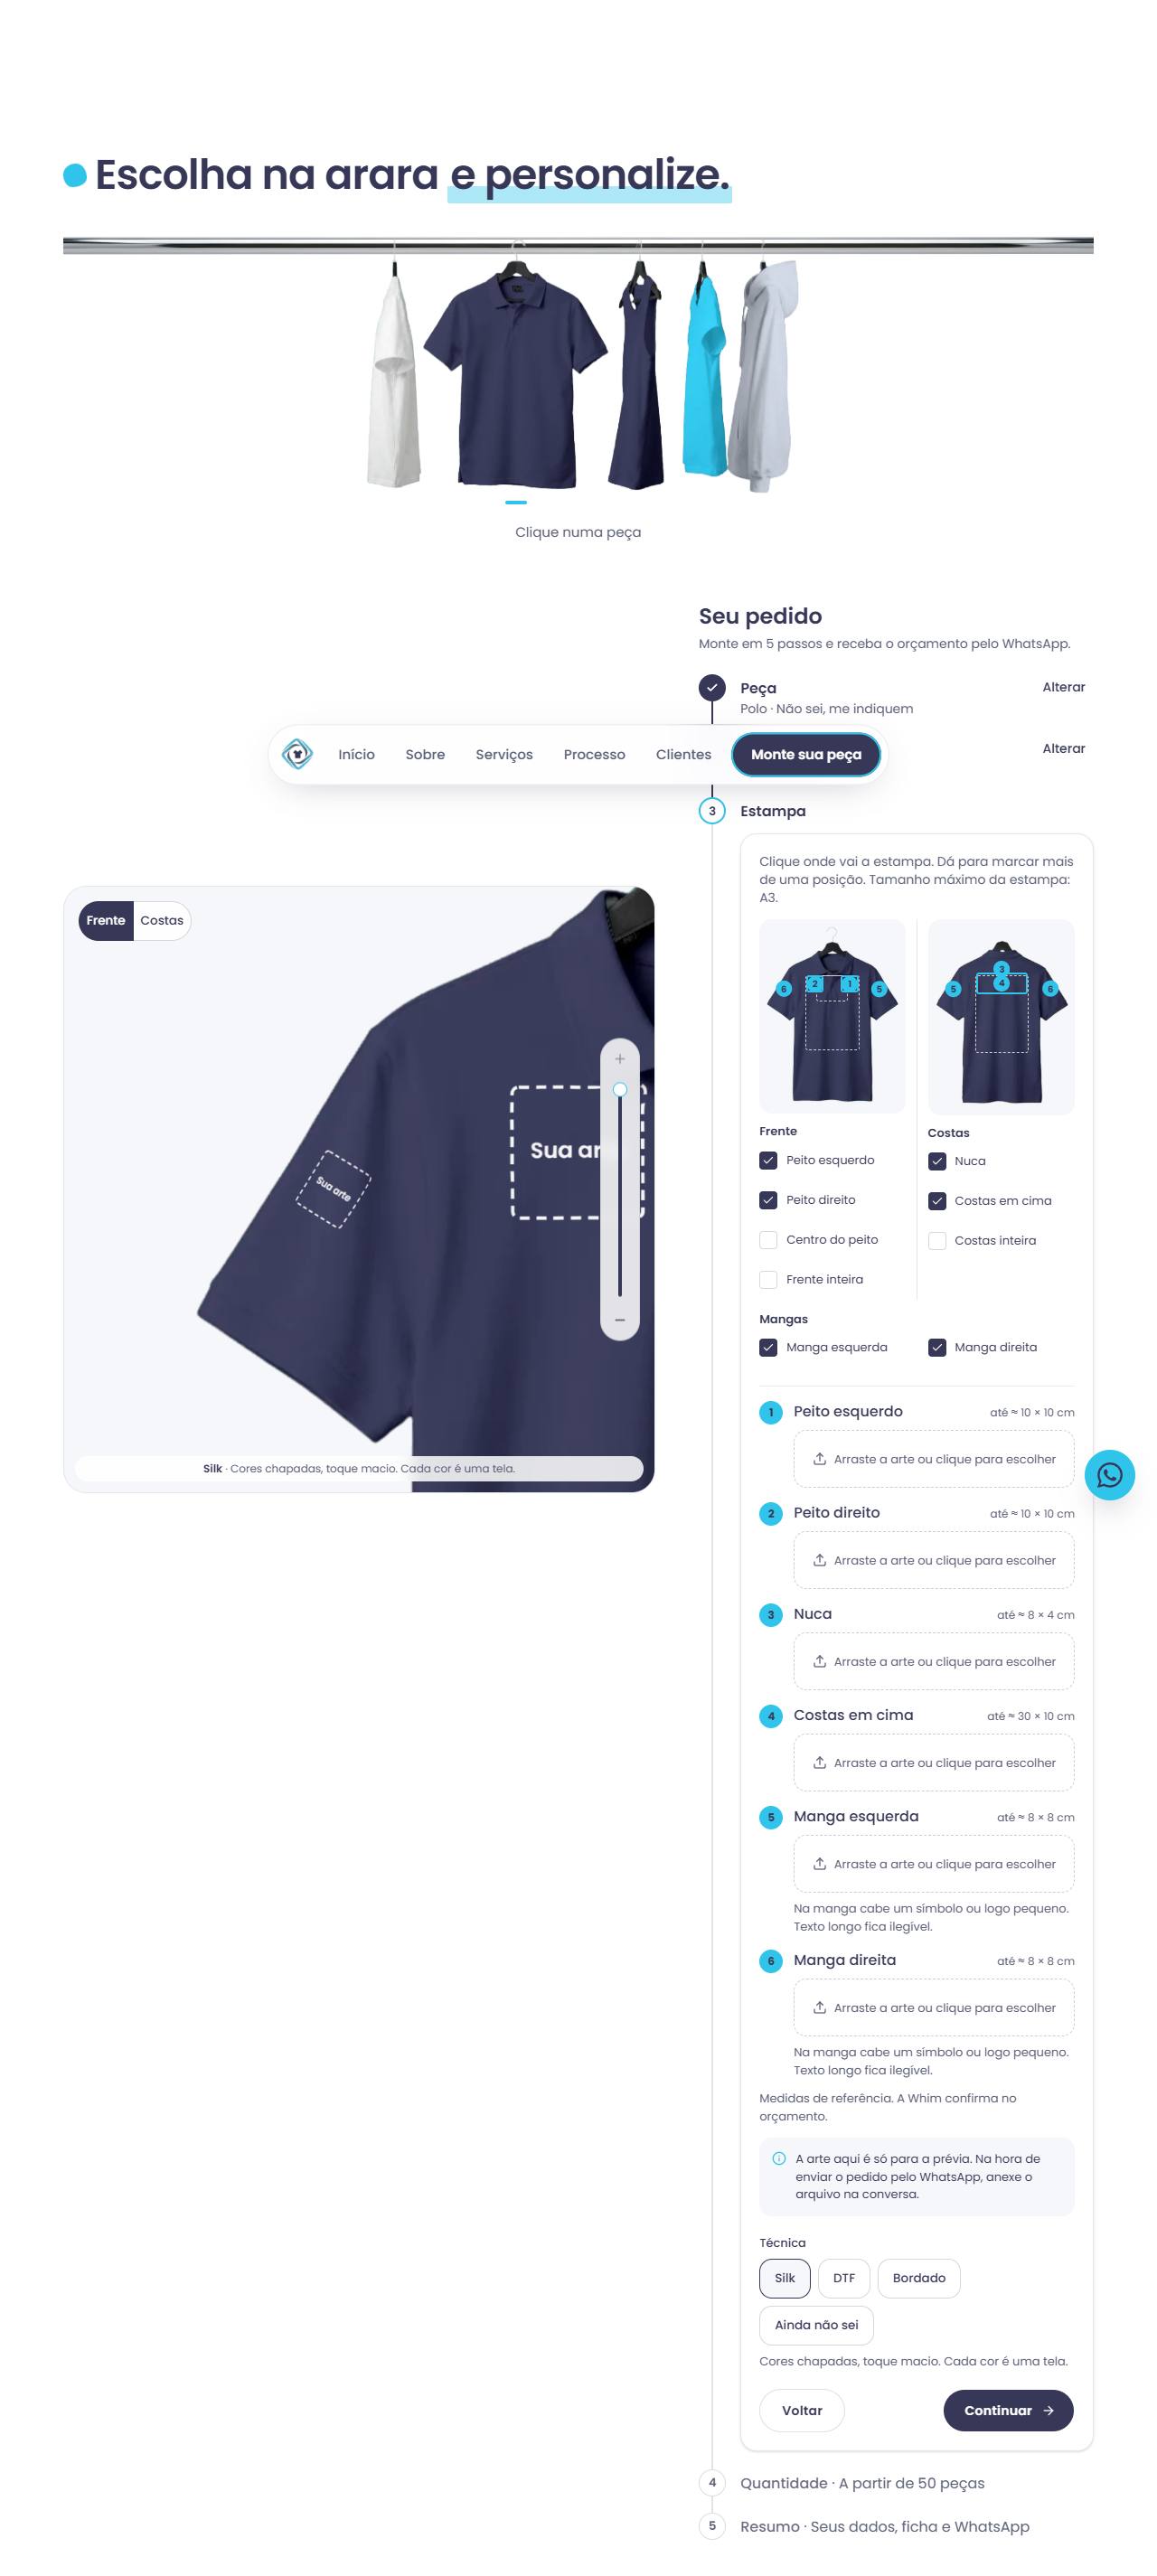 Escolha na arara e personalize.
Clique numa peça
Seu pedido
Monte em 5 passos e receba o orçamento pelo WhatsApp.
Peça
Alterar
Polo · Não sei, me indiquem
Início
Sobre
Serviços
Processo
Clientes
Monte sua peça
Alterar
3
Estampa
Clique onde vai a estampa. Dá para marcar mais
de uma posição. Tamanho máximo da estampa:
A3.
Frente
Costas
Sua arte
Sua ar
Silk · Cores chapadas, toque macio. Cada cor é uma tela.
6
2
1
5
5
3
4
6
Frente
Peito esquerdo
Peito direito
Centro do peito
Frente inteira
Costas
Nuca
Costas em cima
Costas inteira
Mangas
Manga esquerda
Manga direita
1
Peito esquerdo
até ≈ 10 × 10 cm
Arraste a arte ou clique para escolher
2
Peito direito
até ≈ 10 × 10 cm
Arraste a arte ou clique para escolher
3
Nuca
até ≈ 8 × 4 cm
Arraste a arte ou clique para escolher
4
Costas em cima
até ≈ 30 × 10 cm
Arraste a arte ou clique para escolher
5
Manga esquerda
até ≈ 8 × 8 cm
Arraste a arte ou clique para escolher
Na manga cabe um símbolo ou logo pequeno.
Texto longo fica ilegível.
6
Manga direita
até ≈ 8 × 8 cm
Arraste a arte ou clique para escolher
Na manga cabe um símbolo ou logo pequeno.
Texto longo fica ilegível.
Medidas de referência. A Whim confirma no
orçamento.
A arte aqui é só para a prévia. Na hora de
enviar o pedido pelo WhatsApp, anexe o
arquivo na conversa.
Técnica
Silk
DTF
Bordado
Ainda não sei
Cores chapadas, toque macio. Cada cor é uma tela.
Voltar
Continuar
4
Quantidade · A partir de 50 peças
5
Resumo · Seus dados, ficha e WhatsApp